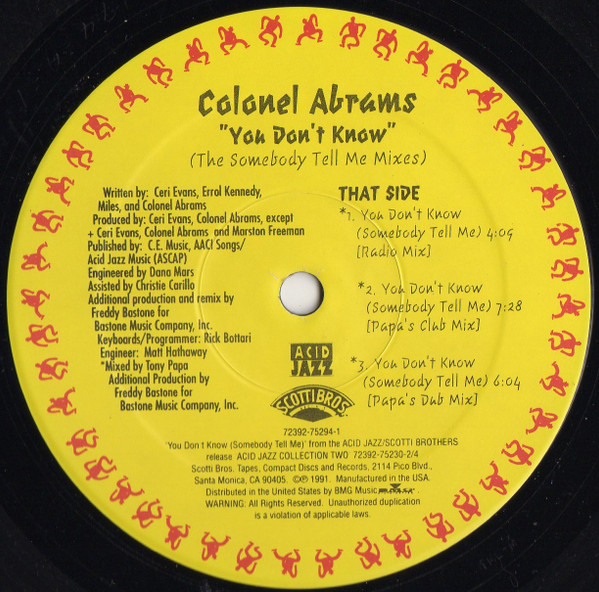 Colonel Abrams
"You Don't Know"
(The Somebody Tell Me Mixes)
Written by: Ceri Evans, Errol Kennedy,
Miles, and Colonel Abrams
Produced by: Ceri Evans, Colonel Abrams, except
+ Ceri Evans, Colonel Abrams and Marston Freeman
Published by: C.E. Music, AACI Songs/
Acid Jazz Music (ASCAP)
Engineered by Dana Mars
Assisted by Christie Carillo
Additional production and remix by
Freddy Bastone for
Bastone Music Company, Inc.
Keyboards/Programmer: Rick Bottari
Engineer: Matt Hathaway
*Mixed by Tony Papa
Additional Production by
Freddy Bastone for
Bastone Music Company, Inc.
THAT SIDE
*1. You Don't Know
(Somebody Tell Me) 4:09
[Radio Mix]
*2. You Don't Know
(Somebody Tell Me) 7:28
[Papa's Club Mix]
*3. You Don't Know
(Somebody Tell Me) 6:04
[Papa's Dub Mix]
ACID
JAZZ
SCOTTI BROS.
72392-75294-1
'You Don t Know (Somebody Tell Me)' from the ACID JAZZ/SCOTTI BROTHERS
release ACID JAZZ COLLECTION TWO 72392-75230-2/4
Scotti Bros. Tapes, Compact Discs and Records, 2114 Pico Blvd.,
Santa Monica, CA 90405. ©℗ 1991. Manufactured in the USA.
Distributed in the United States by BMG Music
WARNING: All Rights Reserved. Unauthorized duplication
is a violation of applicable laws.